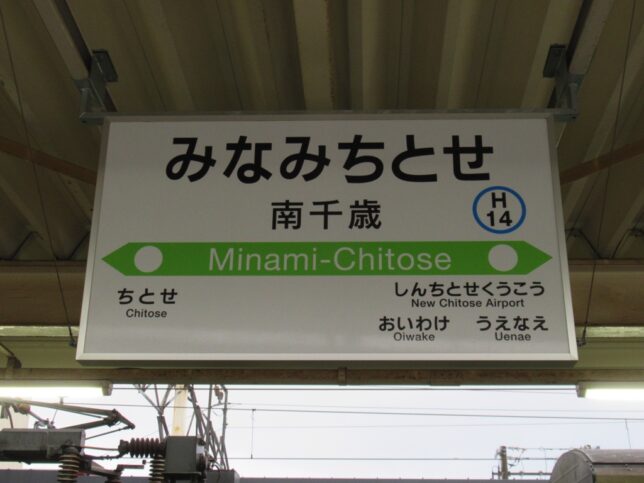 みなみちとせ
南千歳
H
14
Minami-Chitose
ちとせ
Chitose
しんちとせくうこう
New Chitose Airport
おいわけ うえなえ
Oiwake Uenae